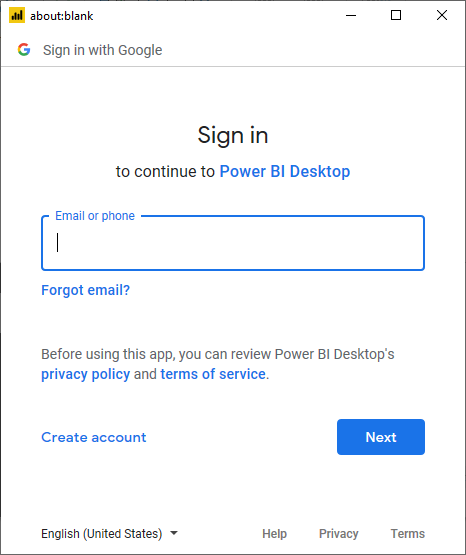 about:blank
Sign in with Google
Sign in
to continue to Power BI Desktop
Email or phone
Forgot email?
Before using this app, you can review Power BI Desktop's
privacy policy and terms of service.
Create account
Next
English (United States)
Help
Privacy
Terms